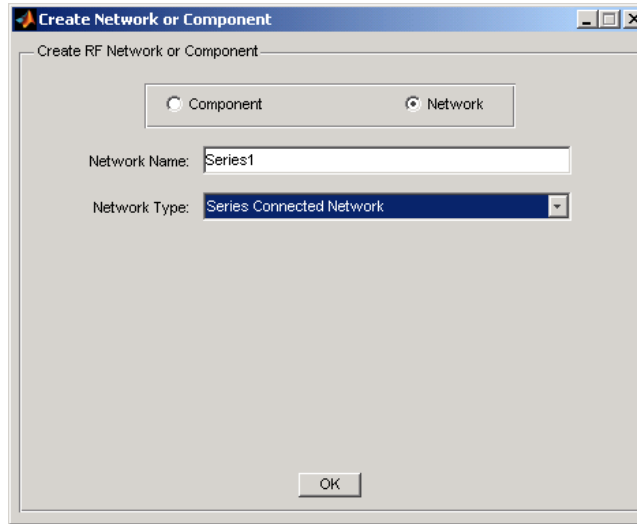 Create Network or Component
Create RF Network or Component
Component
Network
Network Name: Series1
Network Type: Series Connected Network
OK